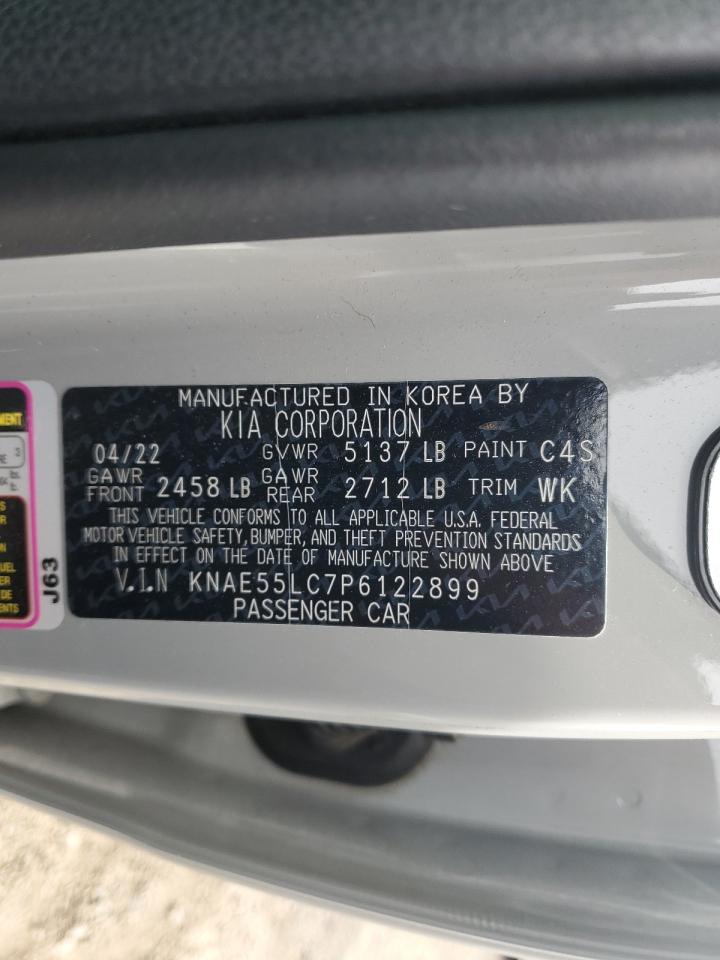 MANUFACTURED IN KOREA BY
KIA CORPORATION
04/22 GVWR 5137 LB PAINT C4S
GAWR FRONT 2458 LB GAWR REAR 2712 LB TRIM WK
THIS VEHICLE CONFORMS TO ALL APPLICABLE U.S.A. FEDERAL
MOTOR VEHICLE SAFETY, BUMPER, AND THEFT PREVENTION STANDARDS
IN EFFECT ON THE DATE OF MANUFACTURE SHOWN ABOVE
V.I.N KNAE55LC7P6122899
PASSENGER CAR
J63